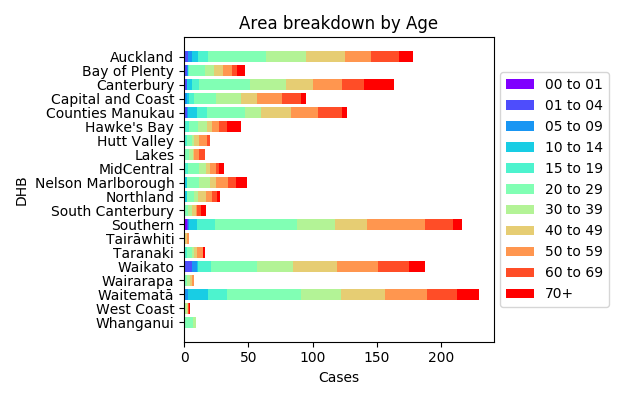 Area breakdown by Age
DHB
Auckland
Bay of Plenty
Canterbury
Capital and Coast
Counties Manukau
Hawke's Bay
Hutt Valley
Lakes
MidCentral
Nelson Marlborough
Northland
South Canterbury
Southern
Tairāwhiti
Taranaki
Waikato
Wairarapa
Waitematā
West Coast
Whanganui
0 50 100 150 200
Cases
00 to 01
01 to 04
05 to 09
10 to 14
15 to 19
20 to 29
30 to 39
40 to 49
50 to 59
60 to 69
70+